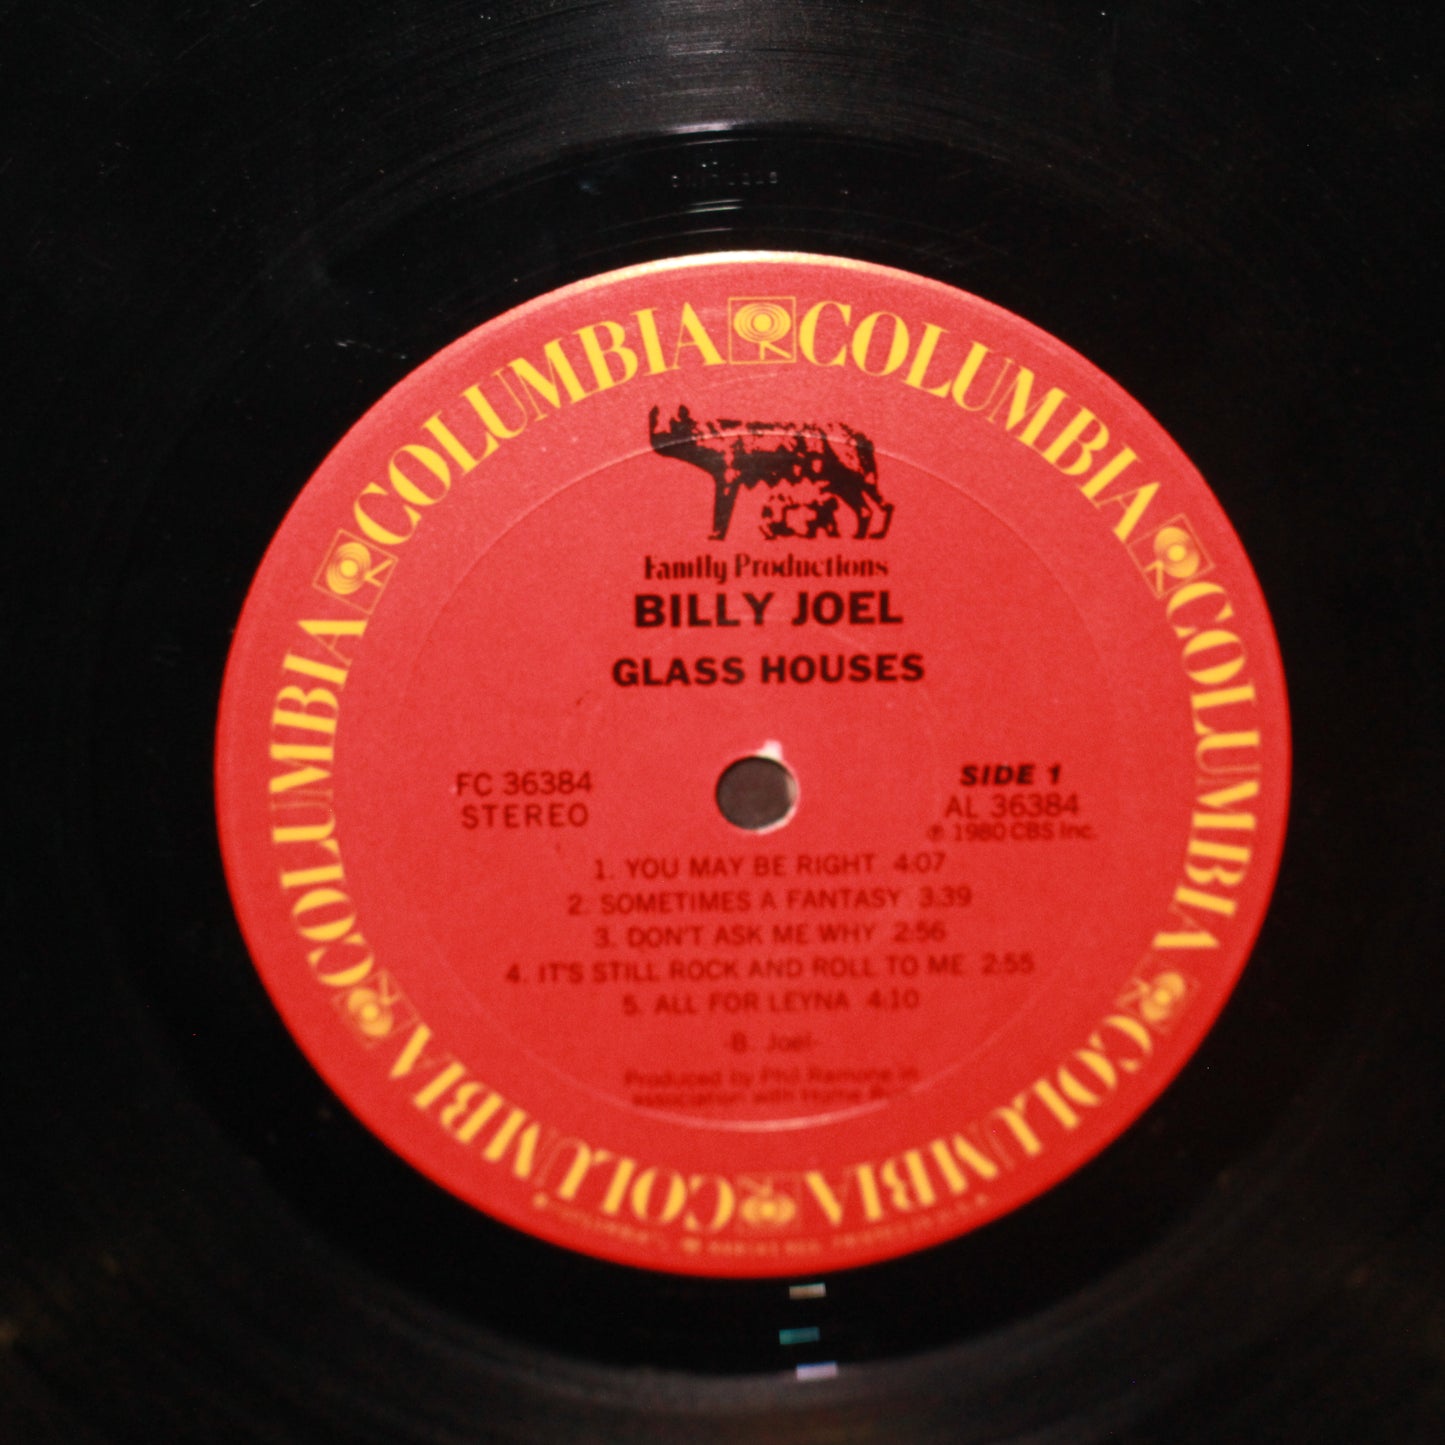 COLUMBIA COLUMBIA COLUMBIA COLUMBIA COLUMBIA COLUMBIA
Family Productions
BILLY JOEL
GLASS HOUSES
FC 36384
STEREO
SIDE 1
AL 36384
℗ 1980 CBS Inc.
1. YOU MAY BE RIGHT 4:07
2. SOMETIMES A FANTASY 3:39
3. DON'T ASK ME WHY 2:56
4. IT'S STILL ROCK AND ROLL TO ME 2:55
5. ALL FOR LEYNA 4:10
-B. Joel-
Produced by Phil Ramone in
association with Home